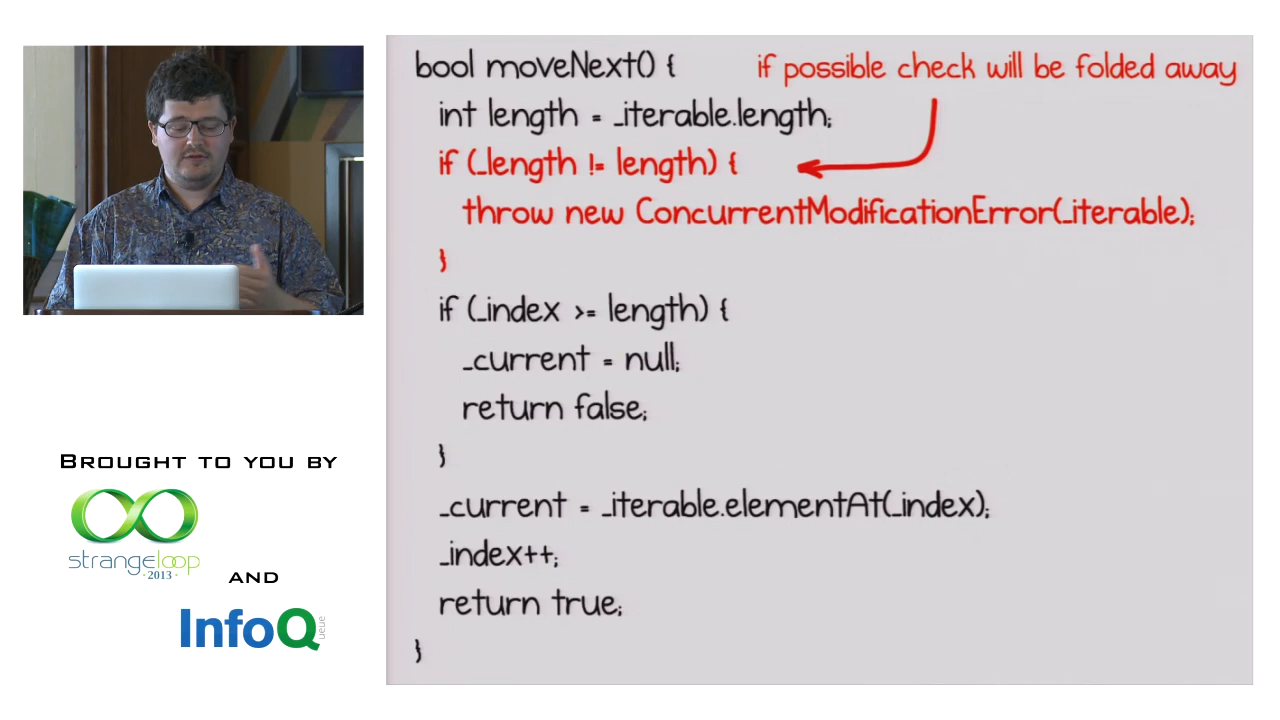 bool moveNext() {
if possible check will be folded away
int length = _iterable.length;
if (_length != length) {
throw new ConcurrentModificationError(_iterable);
}
if (_index >= length) {
_current = null;
return false;
}
_current = _iterable.elementAt(_index);
_index++;
return true;
}
BROUGHT TO YOU BY
strangeloop
·2013·
AND
InfoQ